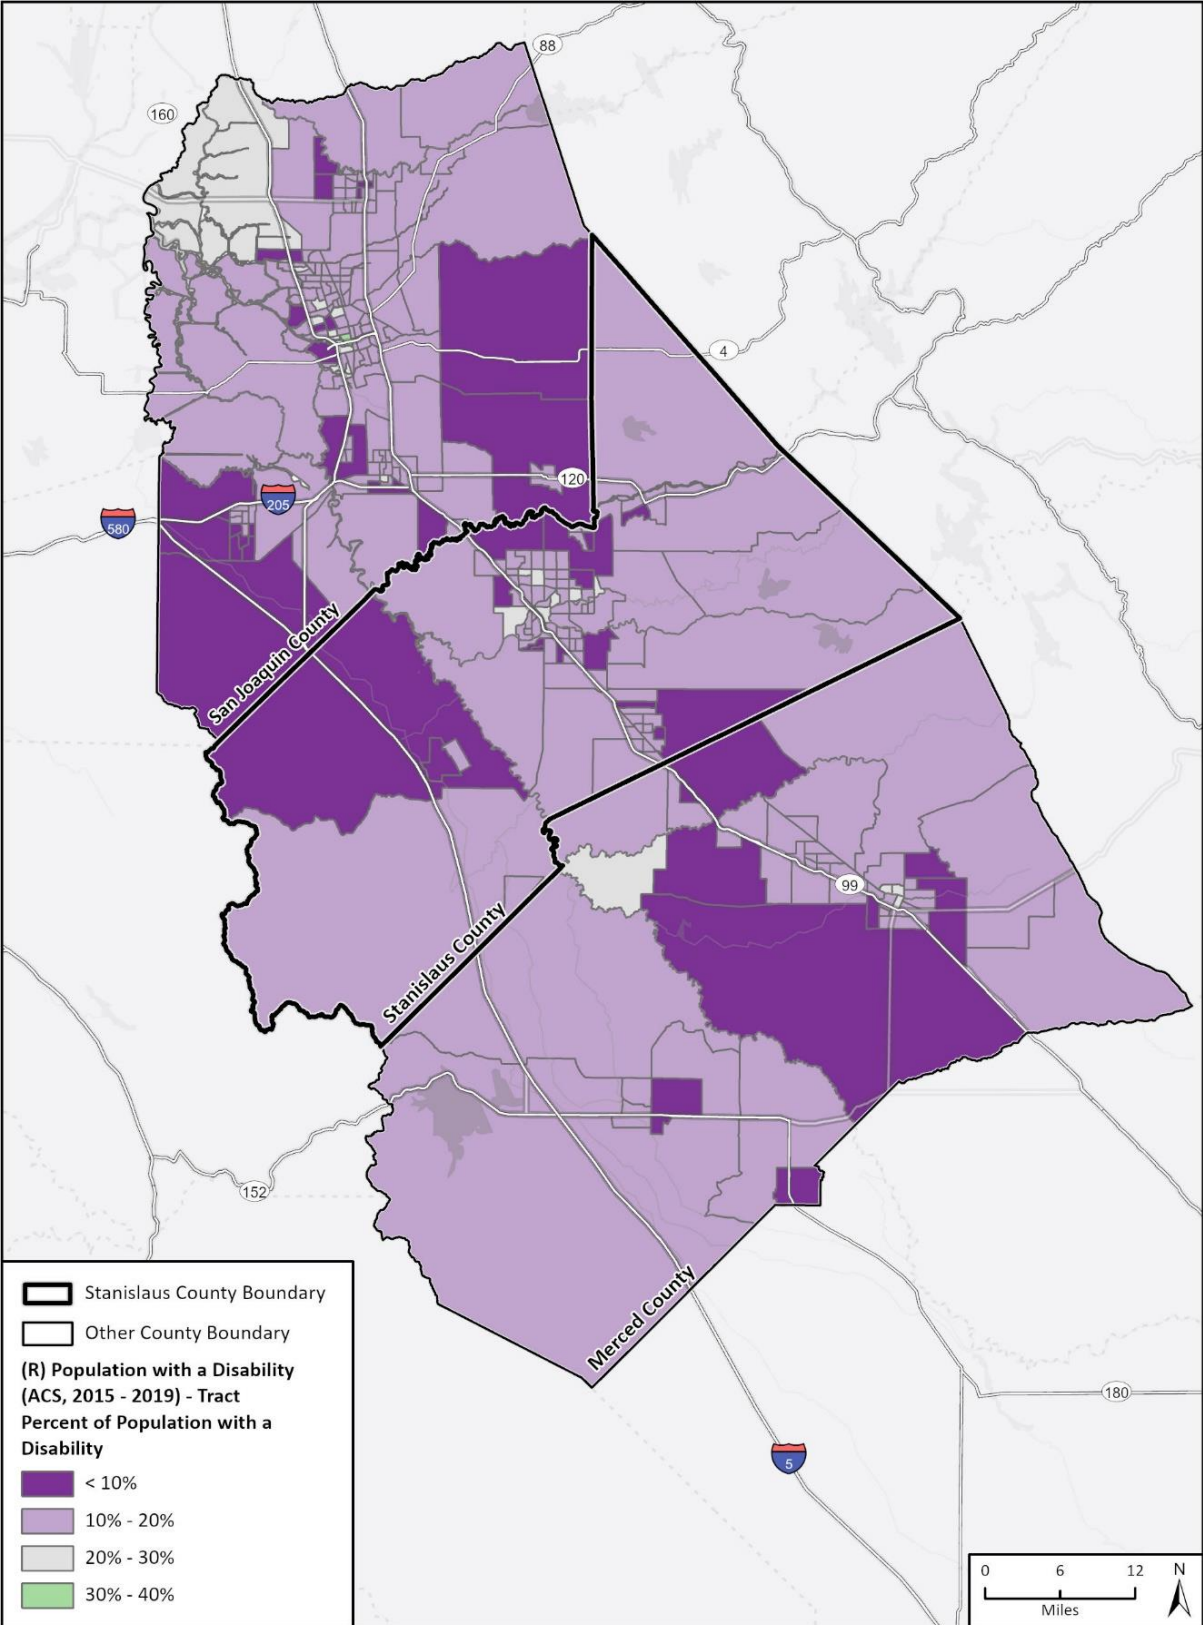 88
160
4
120
205
580
San Joaquin County
99
Stanislaus County
152
Merced County
180
5
Stanislaus County Boundary
Other County Boundary
(R) Population with a Disability
(ACS, 2015 - 2019) - Tract
Percent of Population with a
Disability
< 10%
10% - 20%
20% - 30%
30% - 40%
0 6 12 N
Miles